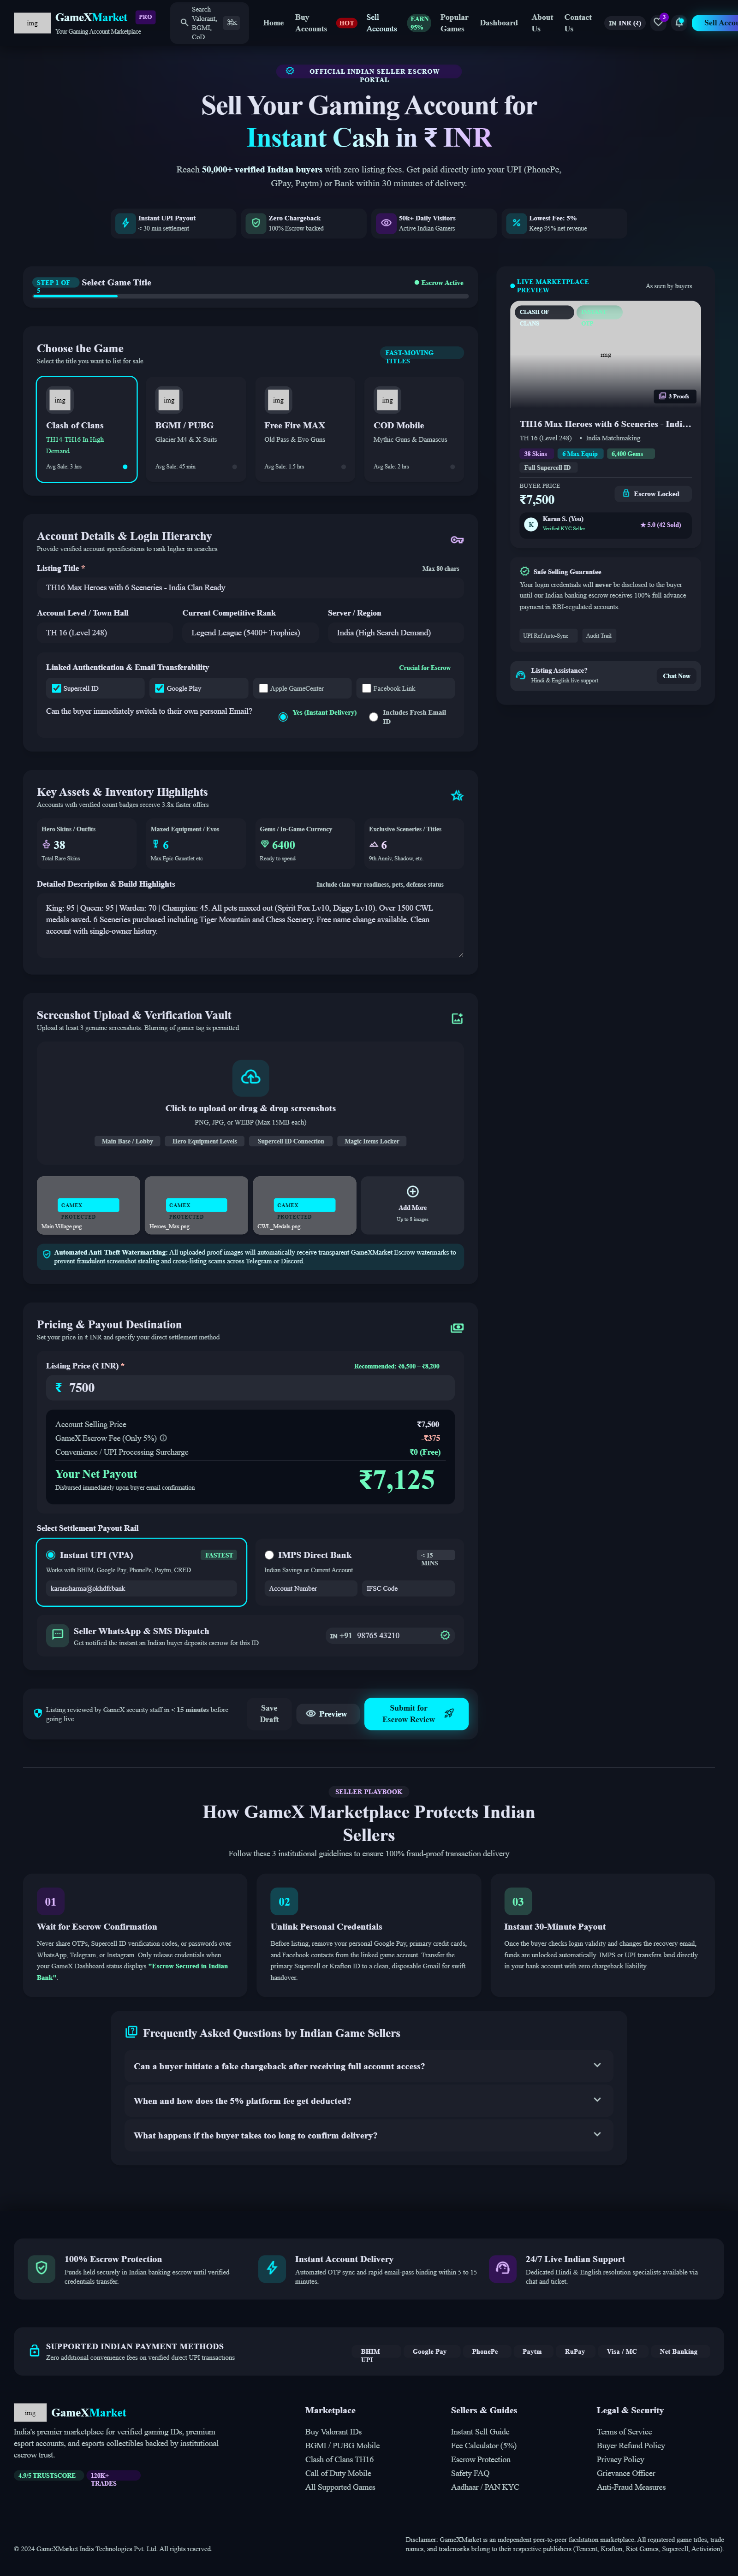 img
GameXMarket
PRO
Your Gaming Account Marketplace
Search
Valorant,
BGMI,
CoD...
⌘K
Home
Buy
Accounts
HOT
Sell
Accounts
EARN
95%
Popular
Games
Dashboard
About
Us
Contact
Us
IN INR (₹)
3
Sell Accou
OFFICIAL INDIAN SELLER ESCROW
PORTAL
Sell Your Gaming Account for
Instant Cash in ₹ INR
Reach 50,000+ verified Indian buyers with zero listing fees. Get paid directly into your UPI (PhonePe,
GPay, Paytm) or Bank within 30 minutes of delivery.
Instant UPI Payout
< 30 min settlement
Zero Chargeback
100% Escrow backed
50k+ Daily Visitors
Active Indian Gamers
Lowest Fee: 5%
Keep 95% net revenue
STEP 1 OF
5
Select Game Title
Escrow Active
Choose the Game
Select the title you want to list for sale
FAST-MOVING
TITLES
img
Clash of Clans
TH14-TH16 In High
Demand
Avg Sale: 3 hrs
img
BGMI / PUBG
Glacier M4 & X-Suits
Avg Sale: 45 min
img
Free Fire MAX
Old Pass & Evo Guns
Avg Sale: 1.5 hrs
img
COD Mobile
Mythic Guns & Damascus
Avg Sale: 2 hrs
Account Details & Login Hierarchy
Provide verified account specifications to rank higher in searches
Listing Title *
Max 80 chars
TH16 Max Heroes with 6 Sceneries - India Clan Ready
Account Level / Town Hall
TH 16 (Level 248)
Current Competitive Rank
Legend League (5400+ Trophies)
Server / Region
India (High Search Demand)
Linked Authentication & Email Transferability
Crucial for Escrow
Supercell ID
Google Play
Apple GameCenter
Facebook Link
Can the buyer immediately switch to their own personal Email?
Yes (Instant Delivery)
Includes Fresh Email
ID
Key Assets & Inventory Highlights
Accounts with verified count badges receive 3.8x faster offers
Hero Skins / Outfits
38
Total Rare Skins
Maxed Equipment / Evos
6
Max Epic Gauntlet etc
Gems / In-Game Currency
6400
Ready to spend
Exclusive Sceneries / Titles
6
9th Anniv, Shadow, etc.
Detailed Description & Build Highlights
Include clan war readiness, pets, defense status
King: 95 | Queen: 95 | Warden: 70 | Champion: 45. All pets maxed out (Spirit Fox Lv10, Diggy Lv10). Over 1500 CWL
medals saved. 6 Sceneries purchased including Tiger Mountain and Chess Scenery. Free name change available. Clean
account with single-owner history.
Screenshot Upload & Verification Vault
Upload at least 3 genuine screenshots. Blurring of gamer tag is permitted
Click to upload or drag & drop screenshots
PNG, JPG, or WEBP (Max 15MB each)
Main Base / Lobby
Hero Equipment Levels
Supercell ID Connection
Magic Items Locker
GAMEX
PROTECTED
Main Village.png
GAMEX
PROTECTED
Heroes_Max.png
GAMEX
PROTECTED
CWL_Medals.png
Add More
Up to 8 images
Automated Anti-Theft Watermarking: All uploaded proof images will automatically receive transparent GameXMarket Escrow watermarks to
prevent fraudulent screenshot stealing and cross-listing scams across Telegram or Discord.
Pricing & Payout Destination
Set your price in ₹ INR and specify your direct settlement method
Listing Price (₹ INR) *
Recommended: ₹6,500 – ₹8,200
₹ 7500
Account Selling Price
₹7,500
GameX Escrow Fee (Only 5%)
-₹375
Convenience / UPI Processing Surcharge
₹0 (Free)
Your Net Payout
Disbursed immediately upon buyer email confirmation
₹7,125
Select Settlement Payout Rail
Instant UPI (VPA)
FASTEST
Works with BHIM, Google Pay, PhonePe, Paytm, CRED
karansharma@okhdfcbank
IMPS Direct Bank
< 15
MINS
Indian Savings or Current Account
Account Number
IFSC Code
Seller WhatsApp & SMS Dispatch
Get notified the instant an Indian buyer deposits escrow for this ID
IN +91 98765 43210
Listing reviewed by GameX security staff in < 15 minutes before
going live
Save
Draft
Preview
Submit for
Escrow Review
LIVE MARKETPLACE
PREVIEW
As seen by buyers
CLASH OF
CLANS
img
3 Proofs
TH16 Max Heroes with 6 Sceneries - Indi...
TH 16 (Level 248) • India Matchmaking
38 Skins
6 Max Equip
6,400 Gems
Full Supercell ID
BUYER PRICE
₹7,500
Escrow Locked
K
Karan S. (You)
Verified KYC Seller
★ 5.0 (42 Sold)
Safe Selling Guarantee
Your login credentials will never be disclosed to the buyer
until our Indian banking escrow receives 100% full advance
payment in RBI-regulated accounts.
UPI Ref Auto-Sync
Audit Trail
Listing Assistance?
Hindi & English live support
Chat Now
SELLER PLAYBOOK
How GameX Marketplace Protects Indian
Sellers
Follow these 3 institutional guidelines to ensure 100% fraud-proof transaction delivery
01
Wait for Escrow Confirmation
Never share OTPs, Supercell ID verification codes, or passwords over
WhatsApp, Telegram, or Instagram. Only release credentials when
your GameX Dashboard status displays "Escrow Secured in Indian
Bank".
02
Unlink Personal Credentials
Before listing, remove your personal Google Pay, primary credit cards,
and Facebook contacts from the linked game account. Transfer the
primary Supercell or Krafton ID to a clean, disposable Gmail for swift
handover.
03
Instant 30-Minute Payout
Once the buyer checks login validity and changes the recovery email,
funds are unlocked automatically. IMPS or UPI transfers land directly
in your bank account with zero chargeback liability.
Frequently Asked Questions by Indian Game Sellers
Can a buyer initiate a fake chargeback after receiving full account access?
When and how does the 5% platform fee get deducted?
What happens if the buyer takes too long to confirm delivery?
100% Escrow Protection
Funds held securely in Indian banking escrow until verified
credentials transfer.
Instant Account Delivery
Automated OTP sync and rapid email-pass binding within 5 to 15
minutes.
24/7 Live Indian Support
Dedicated Hindi & English resolution specialists available via
chat and ticket.
SUPPORTED INDIAN PAYMENT METHODS
Zero additional convenience fees on verified direct UPI transactions
BHIM
UPI
Google Pay
PhonePe
Paytm
RuPay
Visa / MC
Net Banking
img
GameXMarket
India's premier marketplace for verified gaming IDs, premium
esport accounts, and esports collectibles backed by institutional
escrow trust.
4.9/5 TRUSTSCORE
120K+
TRADES
Marketplace
Buy Valorant IDs
BGMI / PUBG Mobile
Clash of Clans TH16
Call of Duty Mobile
All Supported Games
Sellers & Guides
Instant Sell Guide
Fee Calculator (5%)
Escrow Protection
Safety FAQ
Aadhaar / PAN KYC
Legal & Security
Terms of Service
Buyer Refund Policy
Privacy Policy
Grievance Officer
Anti-Fraud Measures
© 2024 GameXMarket India Technologies Pvt. Ltd. All rights reserved.
Disclaimer: GameXMarket is an independent peer-to-peer facilitation marketplace. All registered game titles, trade
names, and trademarks belong to their respective publishers (Tencent, Krafton, Riot Games, Supercell, Activision).